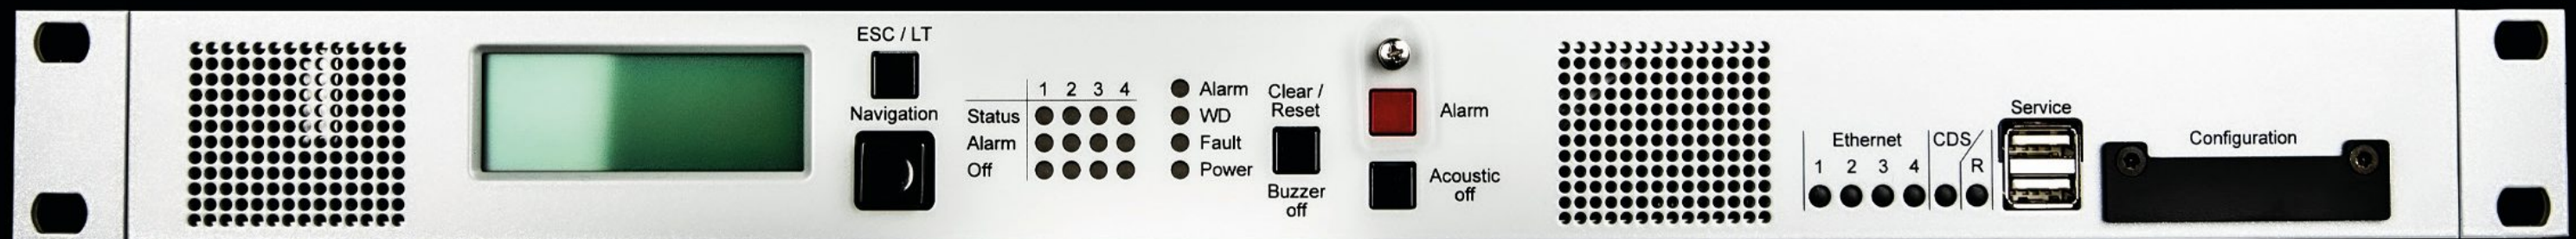 ESC / LT
Navigation
1 2 3 4
Status
Alarm
Off
Alarm
WD
Fault
Power
Clear /
Reset
Buzzer
off
Alarm
Acoustic
off
Ethernet
1 2 3 4
CDS/
R
Service
Configuration